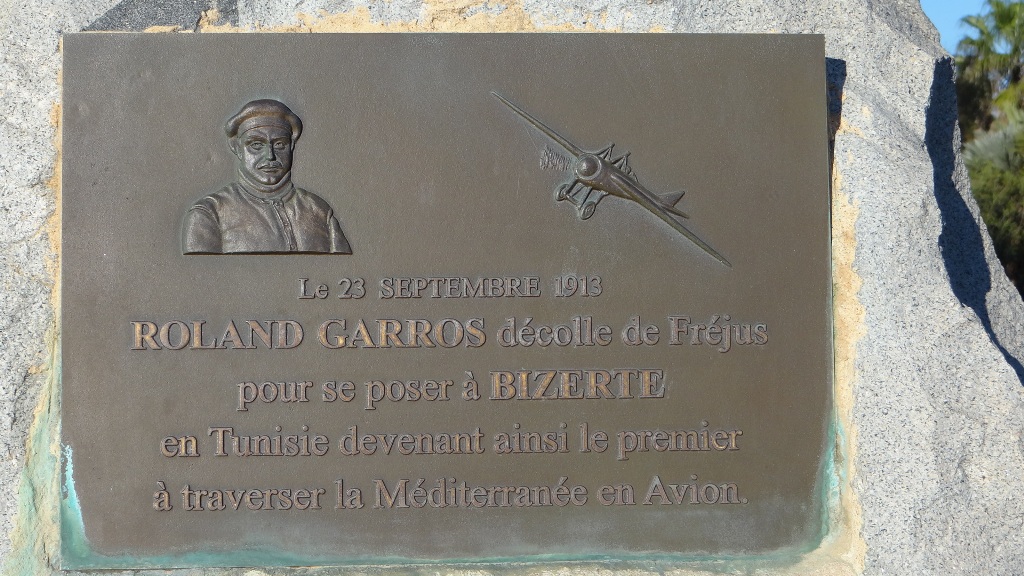 Le 23 SEPTEMBRE 1913
ROLAND GARROS décolle de Fréjus
pour se poser à BIZERTE
en Tunisie devenant ainsi le premier
à traverser la Méditerranée en Avion.